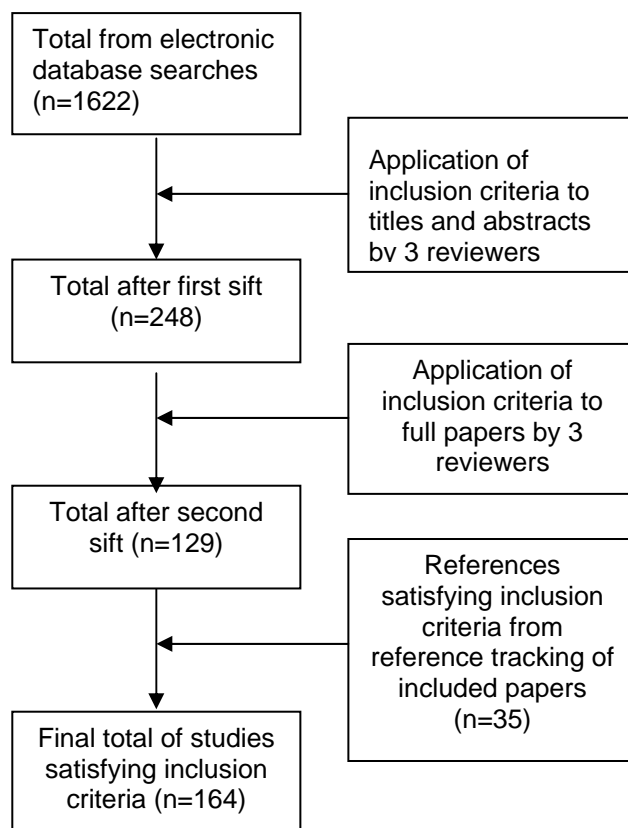 Total from electronic
database searches
(n=1622)
Application of
inclusion criteria to
titles and abstracts
by 3 reviewers
Total after first sift
(n=248)
Application of
inclusion criteria to
full papers by 3
reviewers
Total after second
sift (n=129)
References
satisfying inclusion
criteria from
reference tracking of
included papers
(n=35)
Final total of studies
satisfying inclusion
criteria (n=164)